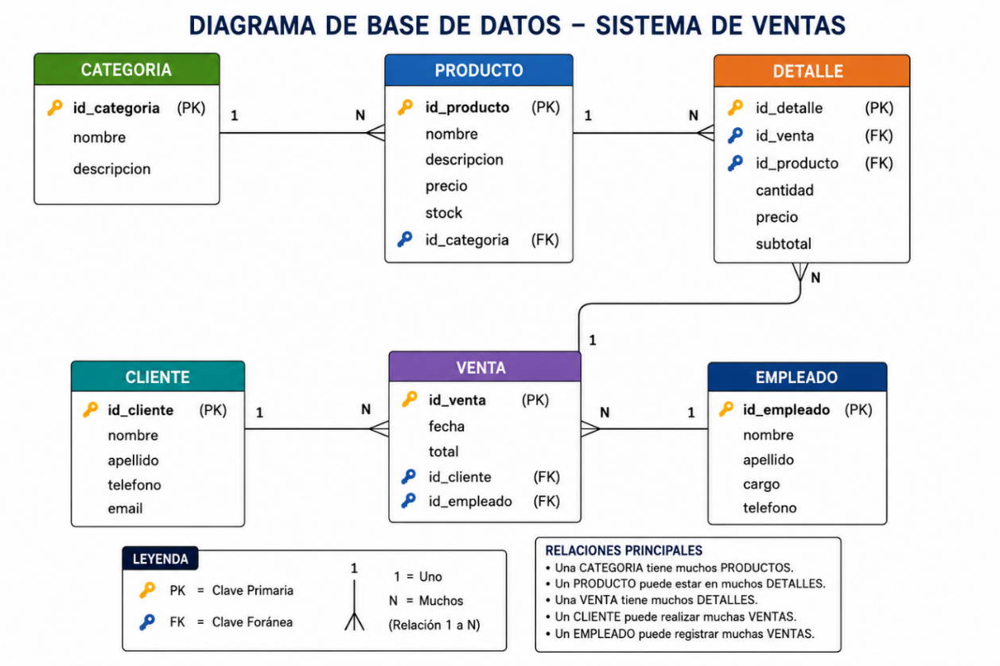 DIAGRAMA DE BASE DE DATOS – SISTEMA DE VENTAS
CATEGORIA
id_categoria (PK)
nombre
descripcion
1 N
PRODUCTO
id_producto (PK)
nombre
descripcion
precio
stock
id_categoria (FK)
1 N
DETALLE
id_detalle (PK)
id_venta (FK)
id_producto (FK)
cantidad
precio
subtotal
N
1
CLIENTE
id_cliente (PK)
nombre
apellido
telefono
email
1 N
VENTA
id_venta (PK)
fecha
total
id_cliente (FK)
id_empleado (FK)
N 1
EMPLEADO
id_empleado (PK)
nombre
apellido
cargo
telefono
LEYENDA
PK = Clave Primaria
FK = Clave Foránea
1
1 = Uno
N = Muchos
(Relación 1 a N)
RELACIONES PRINCIPALES
• Una CATEGORIA tiene muchos PRODUCTOS.
• Un PRODUCTO puede estar en muchos DETALLES.
• Una VENTA tiene muchos DETALLES.
• Un CLIENTE puede realizar muchas VENTAS.
• Un EMPLEADO puede registrar muchas VENTAS.